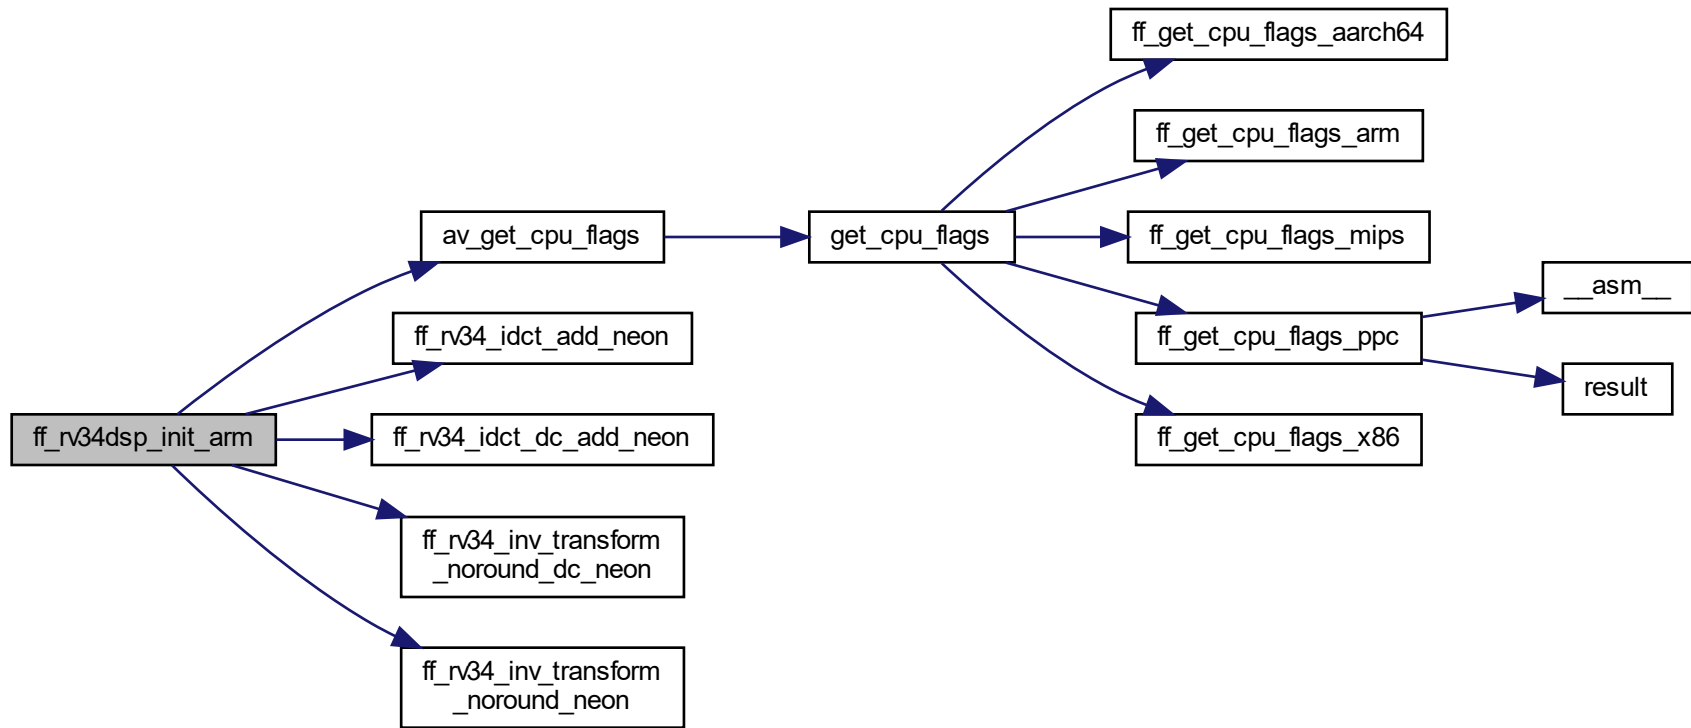 ff_rv34dsp_init_arm
av_get_cpu_flags
ff_rv34_idct_add_neon
ff_rv34_idct_dc_add_neon
ff_rv34_inv_transform
_noround_dc_neon
ff_rv34_inv_transform
_noround_neon
get_cpu_flags
ff_get_cpu_flags_aarch64
ff_get_cpu_flags_arm
ff_get_cpu_flags_mips
ff_get_cpu_flags_ppc
ff_get_cpu_flags_x86
__asm__
result